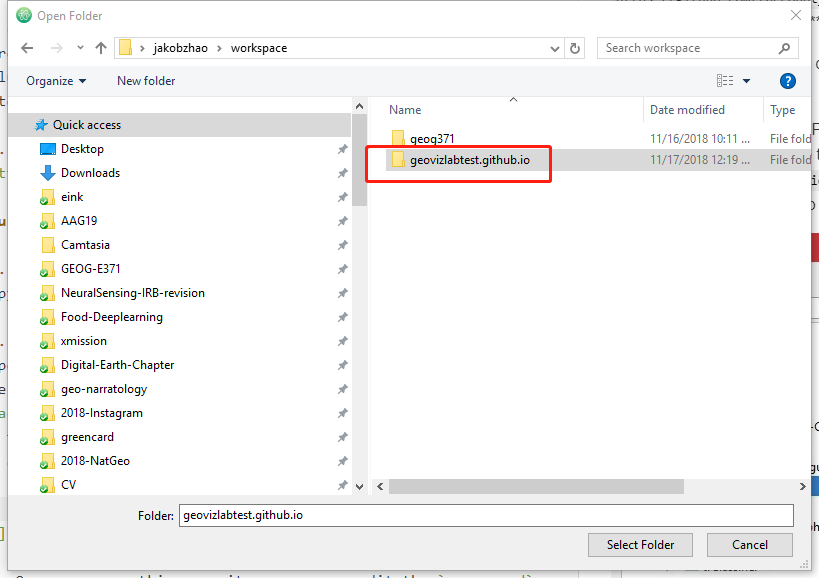 Open Folder
jakobzhao
workspace
Search workspace
Organize
New folder
?
Name
Date modified
Type
Quick access
Desktop
Downloads
eink
AAG19
Camtasia
GEOG-E371
NeuralSensing-IRB-revision
Food-Deeplearning
xmission
Digital-Earth-Chapter
geo-narratology
2018-Instagram
greencard
2018-NatGeo
CV
geog371 11/16/2018 10:11 ... File fold
geovizlabtest.github.io 11/17/2018 12:19 ... File fold
Folder: geovizlabtest.github.io
Select Folder
Cancel